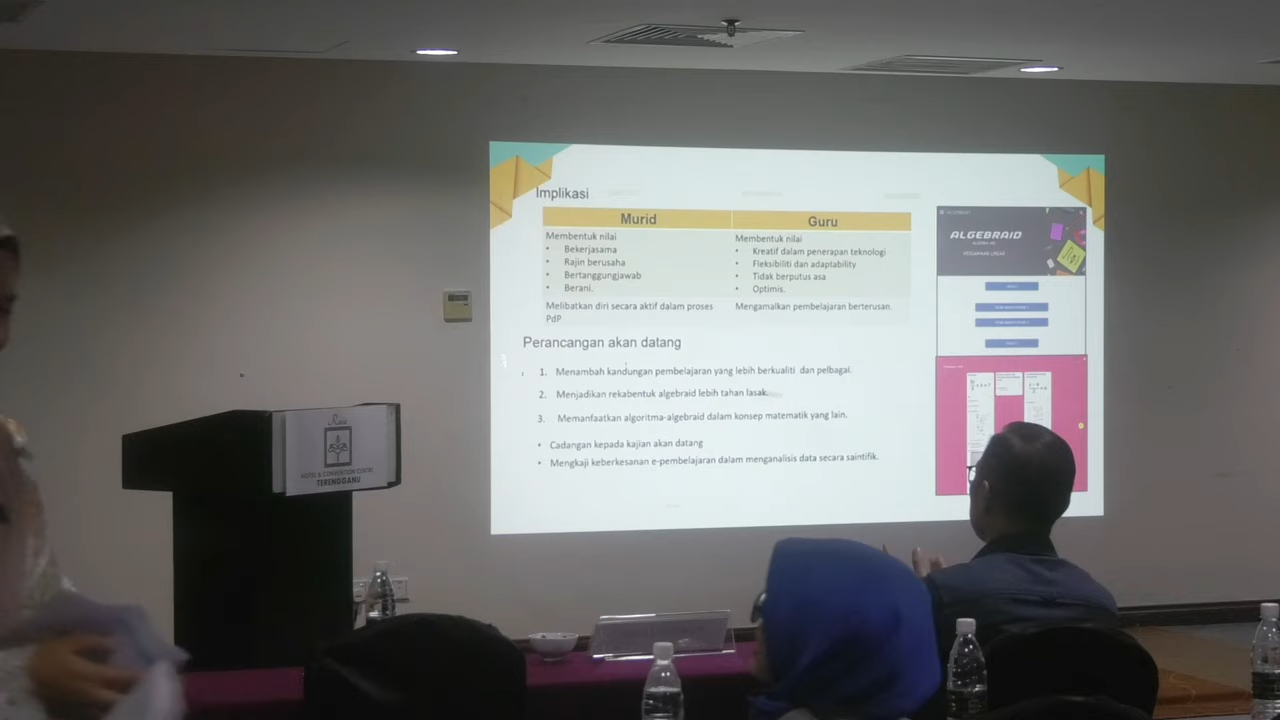 Implikasi
Murid
Guru
Membentuk nilai
• Bekerjasama
• Rajin berusaha
• Bertanggungjawab
• Berani.
Membentuk nilai
• Kreatif dalam penerapan teknologi
• Fleksibiliti dan adaptability
• Tidak berputus asa
• Optimis.
Melibatkan diri secara aktif dalam proses
PdP
Mengamalkan pembelajaran berterusan.
Perancangan akan datang
1. Menambah kandungan pembelajaran yang lebih berkualiti dan pelbagai.
2. Menjadikan rekabentuk algebraid lebih tahan lasak.
3. Memanfaatkan algoritma-algebraid dalam konsep matematik yang lain.
• Cadangan kepada kajian akan datang
• Mengkaji keberkesanan e-pembelajaran dalam menganalisis data secara saintifik.
ALGEBRAID
HOTEL & CONVENTION CENTRE
TERENGGANU